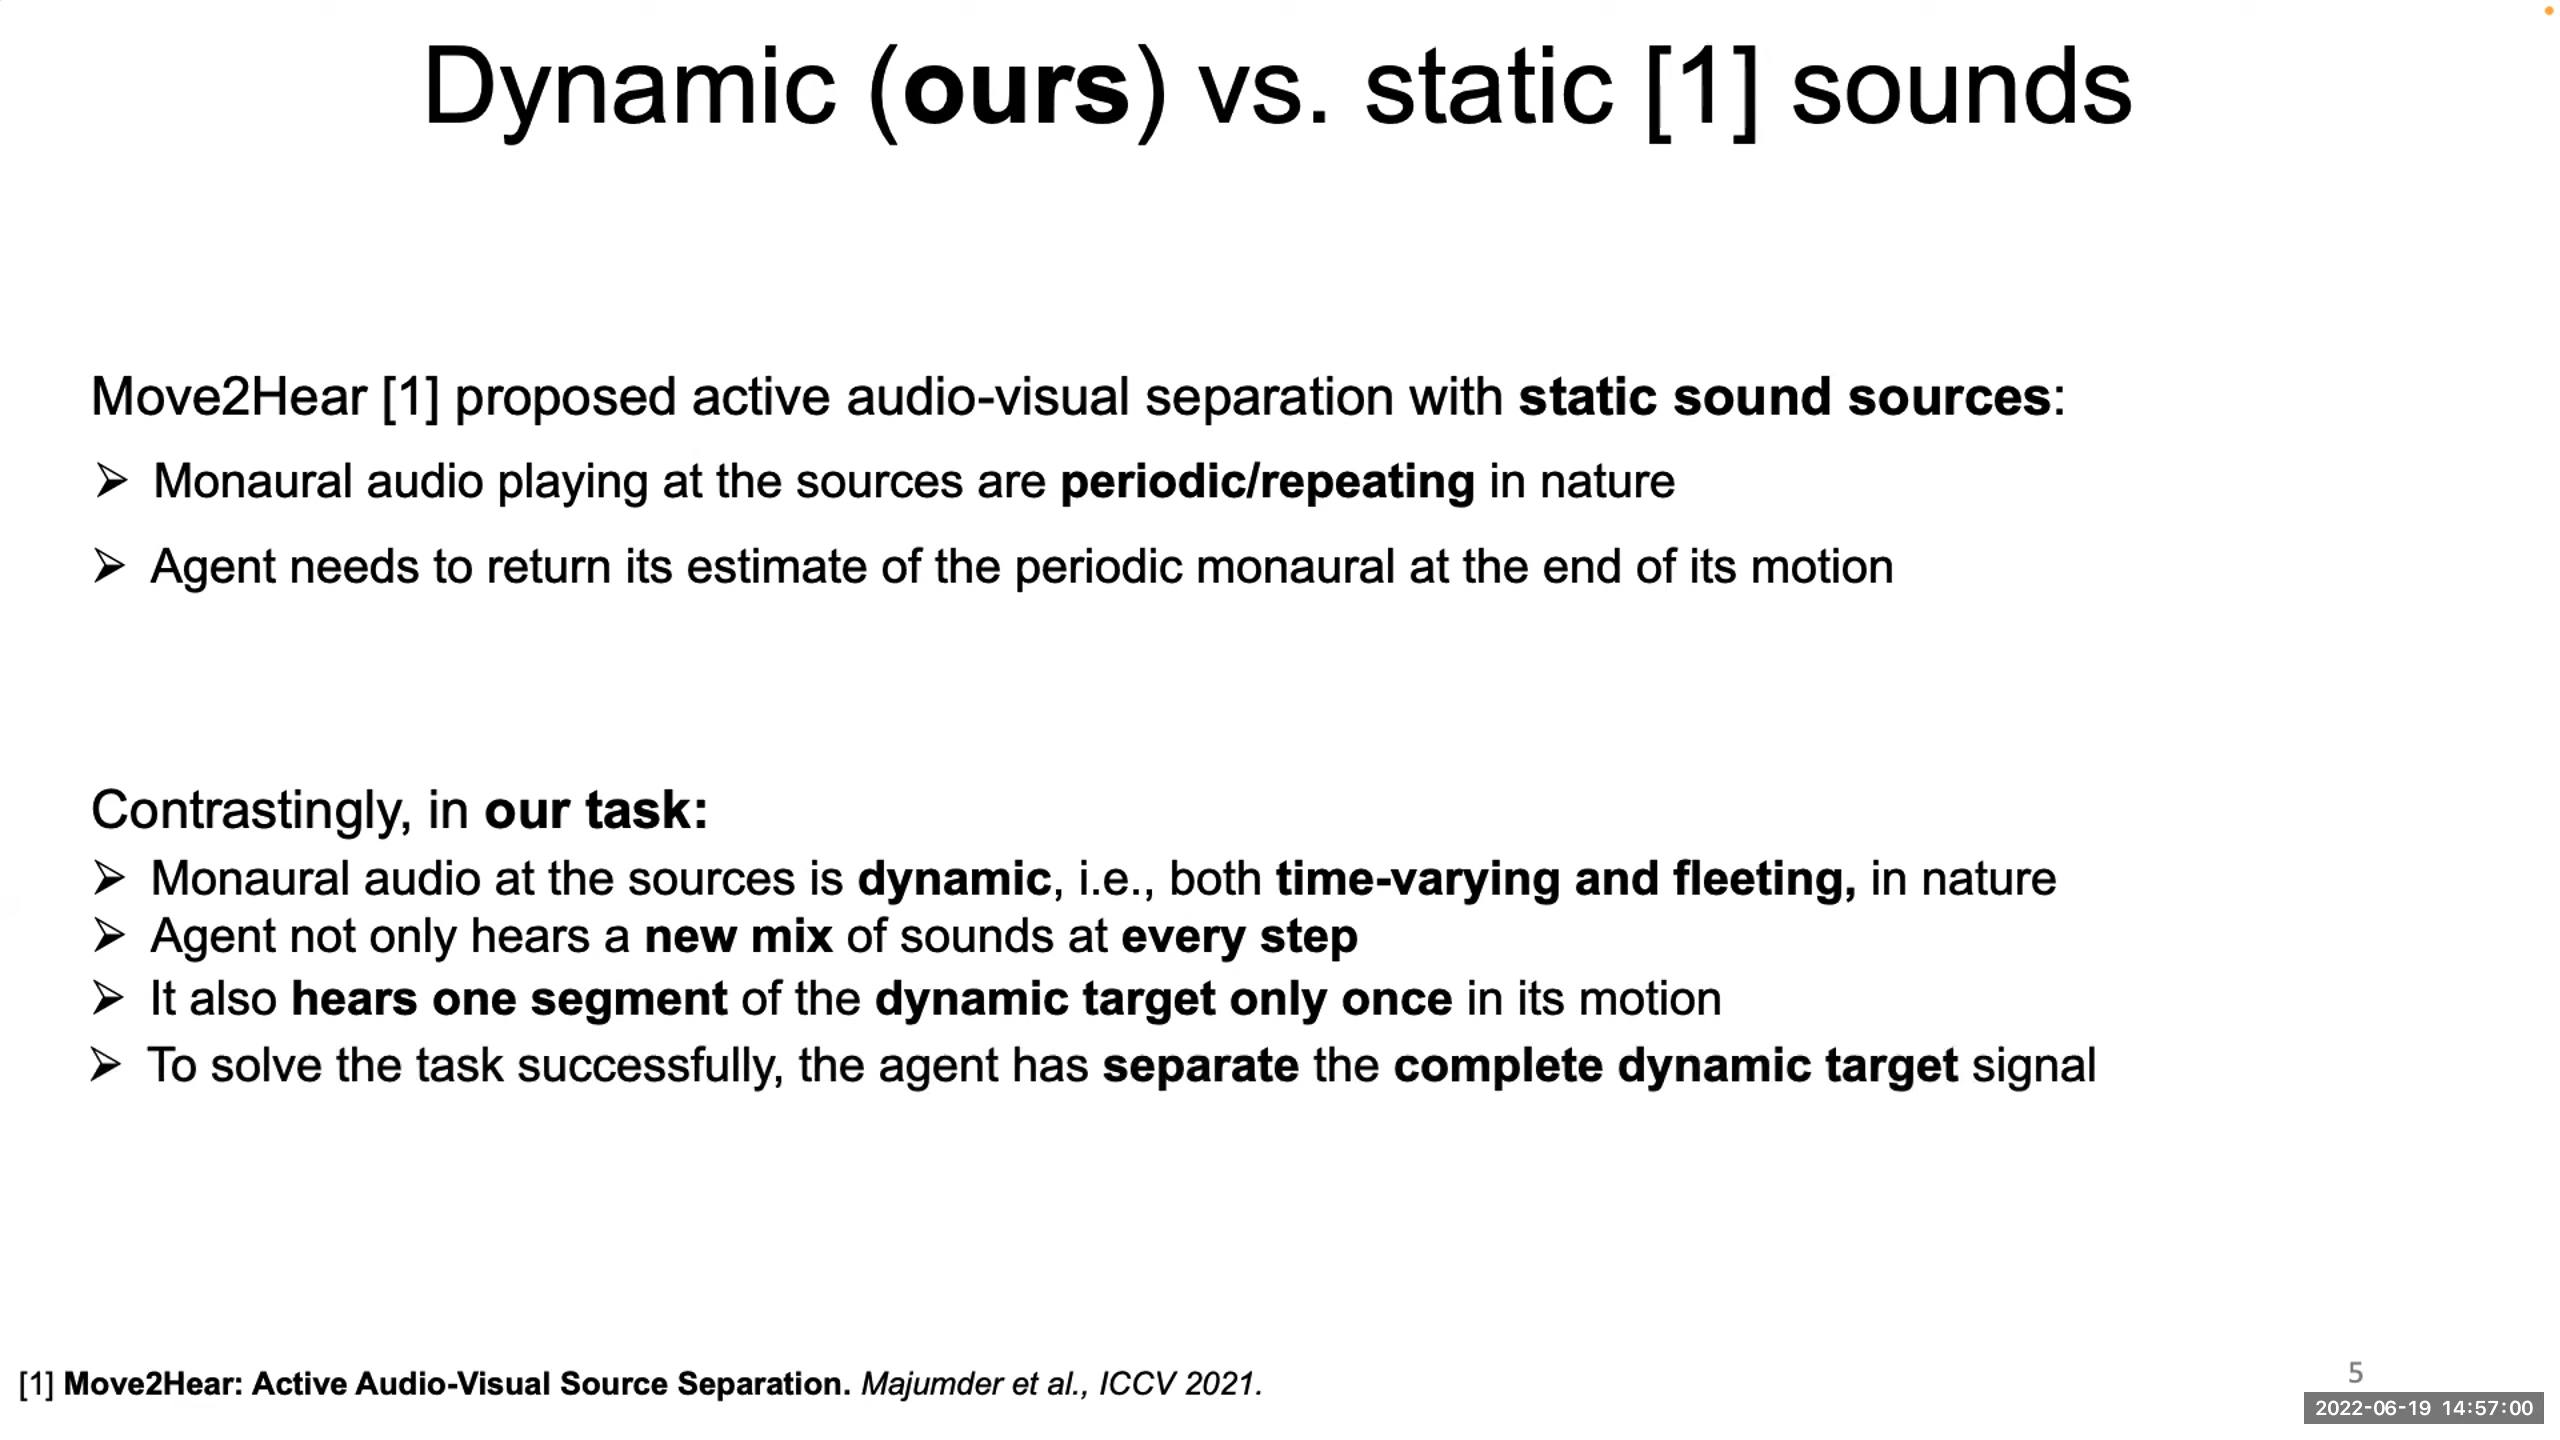 Dynamic (ours) vs. static [1] sounds
Move2Hear [1] proposed active audio-visual separation with static sound sources:
➢ Monaural audio playing at the sources are periodic/repeating in nature
➢ Agent needs to return its estimate of the periodic monaural at the end of its motion
Contrastingly, in our task:
➢ Monaural audio at the sources is dynamic, i.e., both time-varying and fleeting, in nature
➢ Agent not only hears a new mix of sounds at every step
➢ It also hears one segment of the dynamic target only once in its motion
➢ To solve the task successfully, the agent has separate the complete dynamic target signal
[1] Move2Hear: Active Audio-Visual Source Separation. Majumder et al., ICCV 2021.
5
2022-06-19 14:57:00